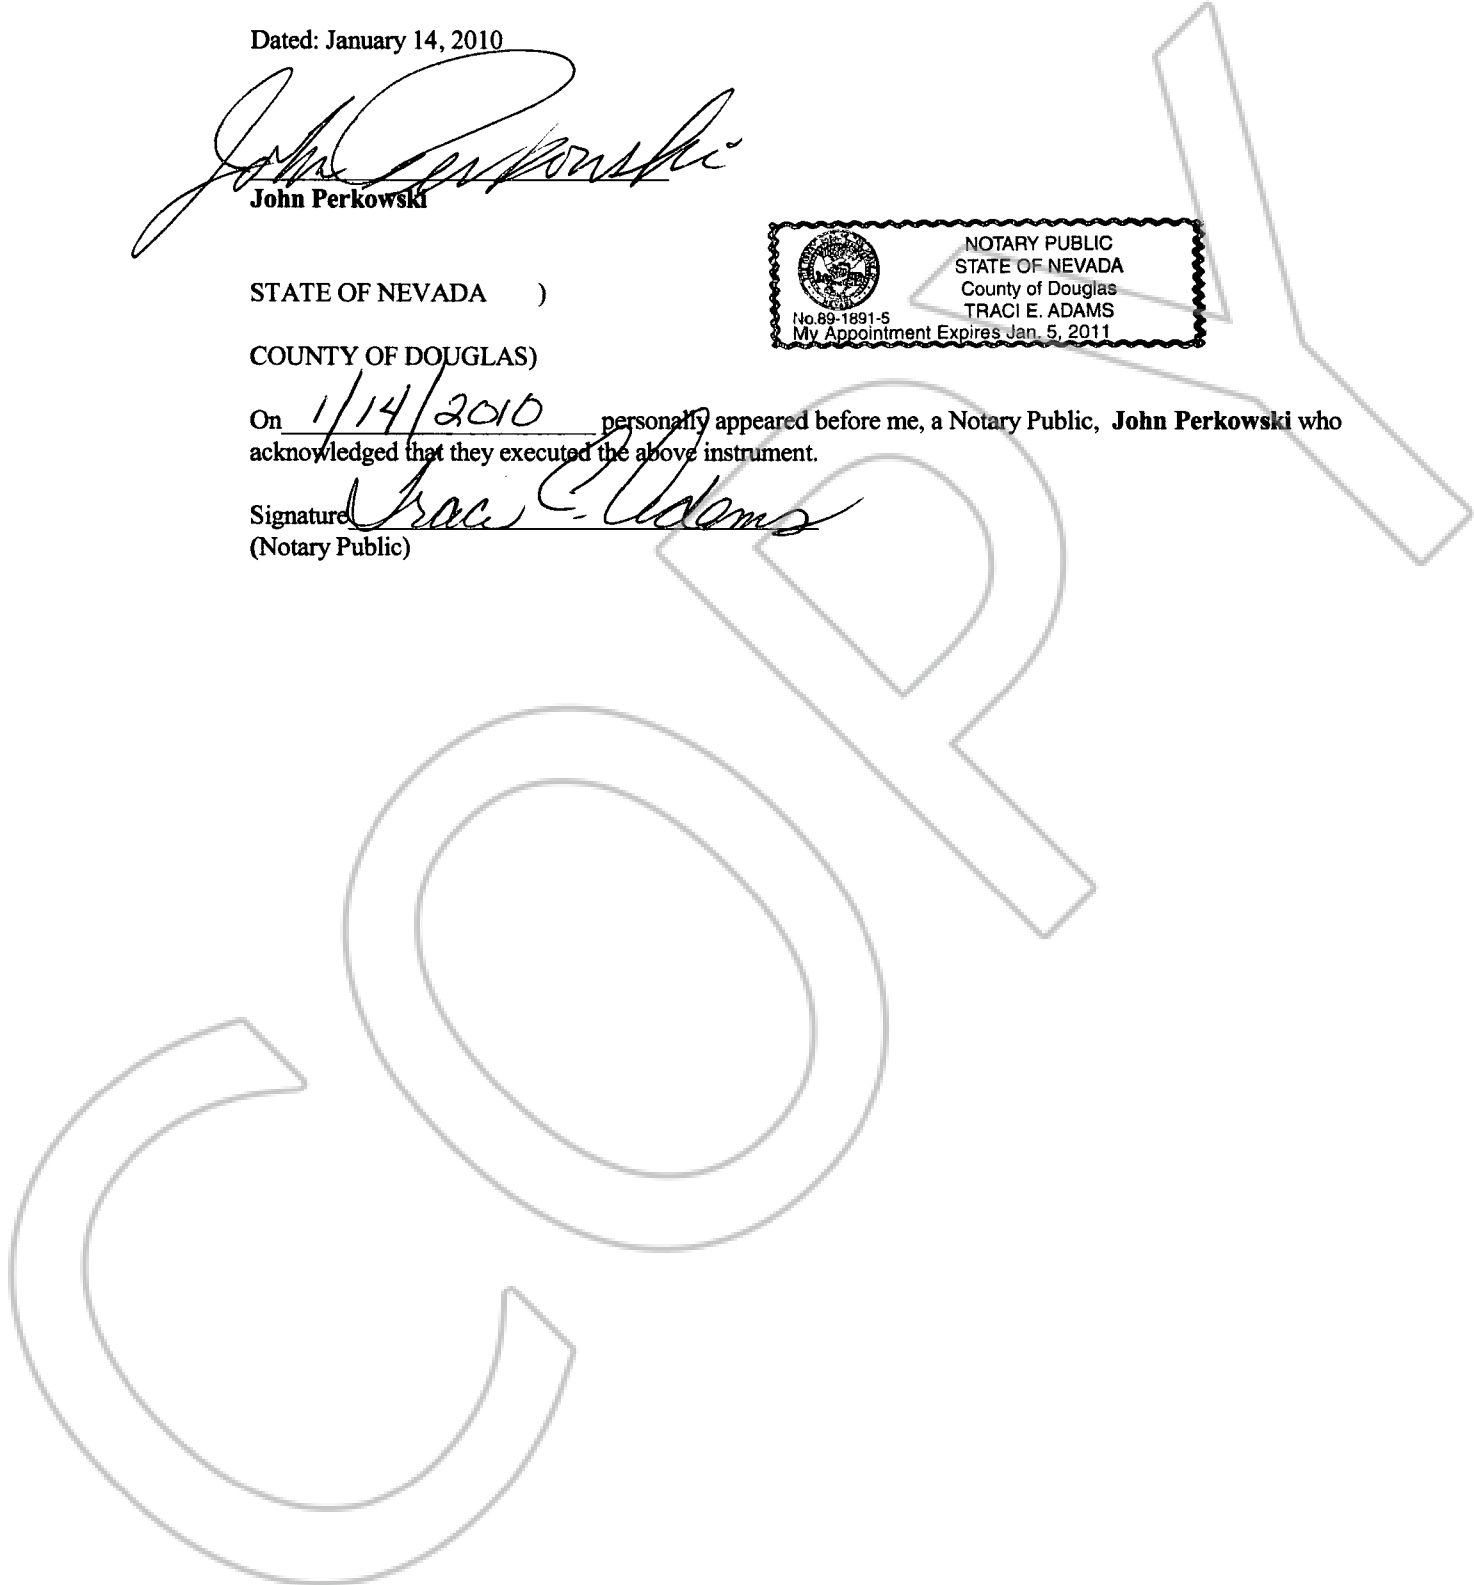 Dated: January 14, 2010
John Perkowski
John Perkowski
NOTARY PUBLIC
STATE OF NEVADA
County of Douglas
TRACI E. ADAMS
No.89-1891-5
My Appointment Expires Jan. 5, 2011
STATE OF NEVADA )
COUNTY OF DOUGLAS)
On 1/14/2010 personally appeared before me, a Notary Public, John Perkowski who
acknowledged that they executed the above instrument.
Signature Traci E. Adams
(Notary Public)
COPY